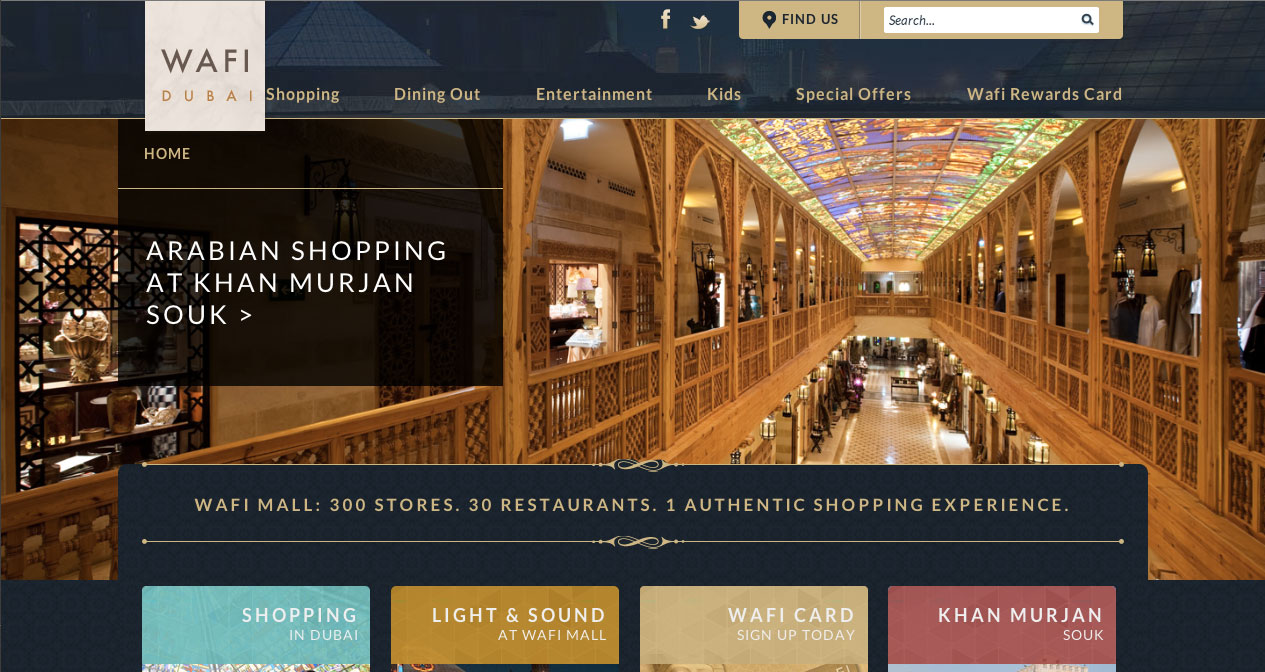 WAFI
DUBAI
f
FIND US
Search...
Shopping
Dining Out
Entertainment
Kids
Special Offers
Wafi Rewards Card
HOME
ARABIAN SHOPPING
AT KHAN MURJAN
SOUK >
WAFI MALL: 300 STORES. 30 RESTAURANTS. 1 AUTHENTIC SHOPPING EXPERIENCE.
SHOPPING
IN DUBAI
LIGHT & SOUND
AT WAFI MALL
WAFI CARD
SIGN UP TODAY
KHAN MURJAN
SOUK